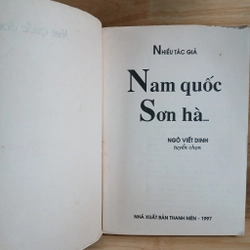 NHIỀU TÁC GIẢ
Nam quốc
Sơn hà...
NGÔ VIẾT DINH
tuyển chọn
NHÀ XUẤT BẢN THANH NIÊN - 1997